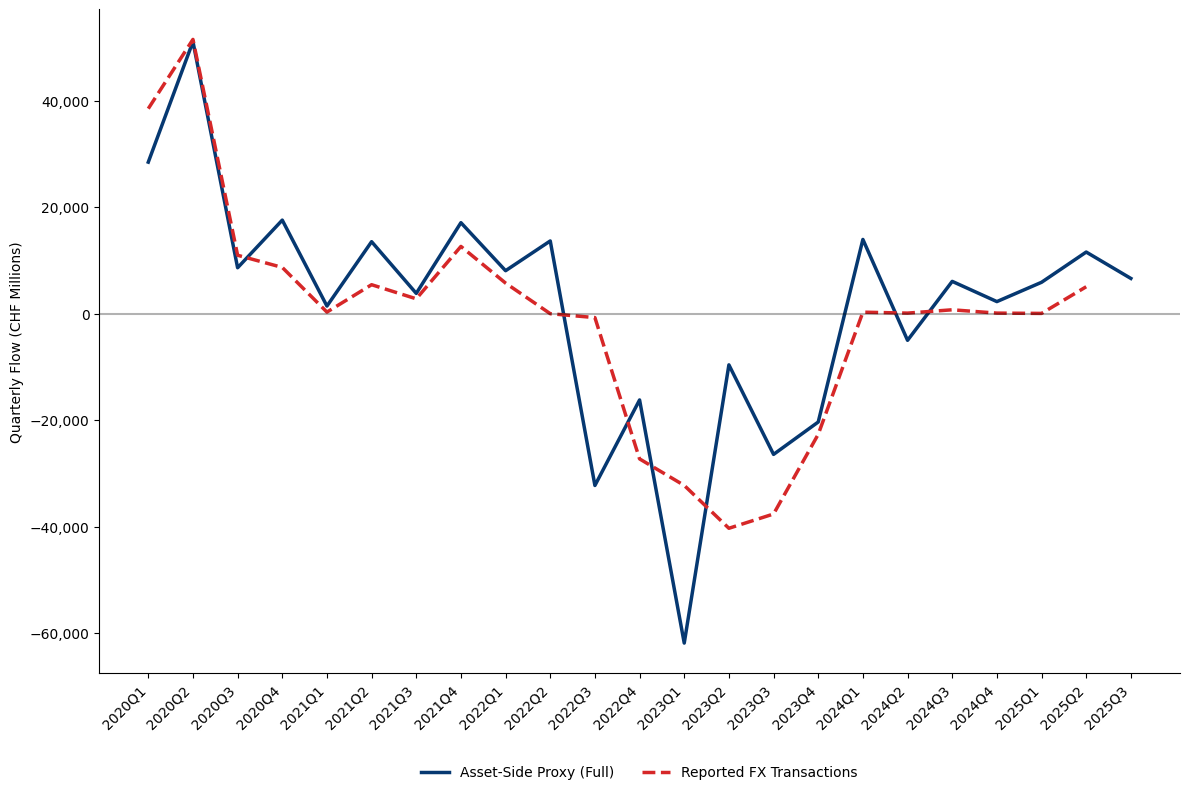 Quarterly Flow (CHF Millions)
40,000
20,000
0
−20,000
−40,000
−60,000
2020Q1
2020Q2
2020Q3
2020Q4
2021Q1
2021Q2
2021Q3
2021Q4
2022Q1
2022Q2
2022Q3
2022Q4
2023Q1
2023Q2
2023Q3
2023Q4
2024Q1
2024Q2
2024Q3
2024Q4
2025Q1
2025Q2
2025Q3
Asset-Side Proxy (Full)
Reported FX Transactions